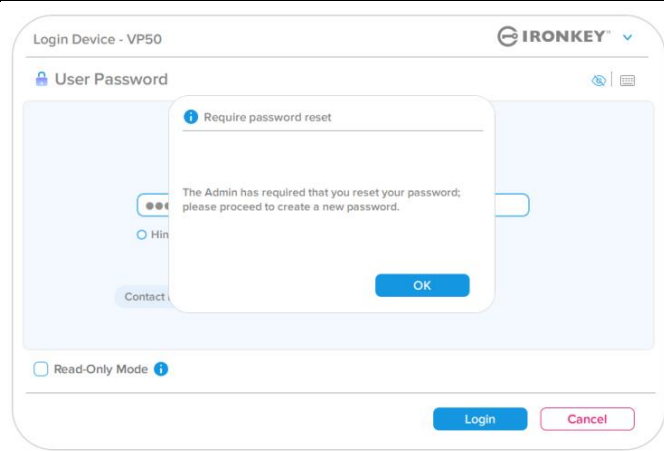 Login Device - VP50
IRONKEY
User Password
Require password reset
The Admin has required that you reset your password;
please proceed to create a new password.
OK
Contact
Read-Only Mode
Login
Cancel